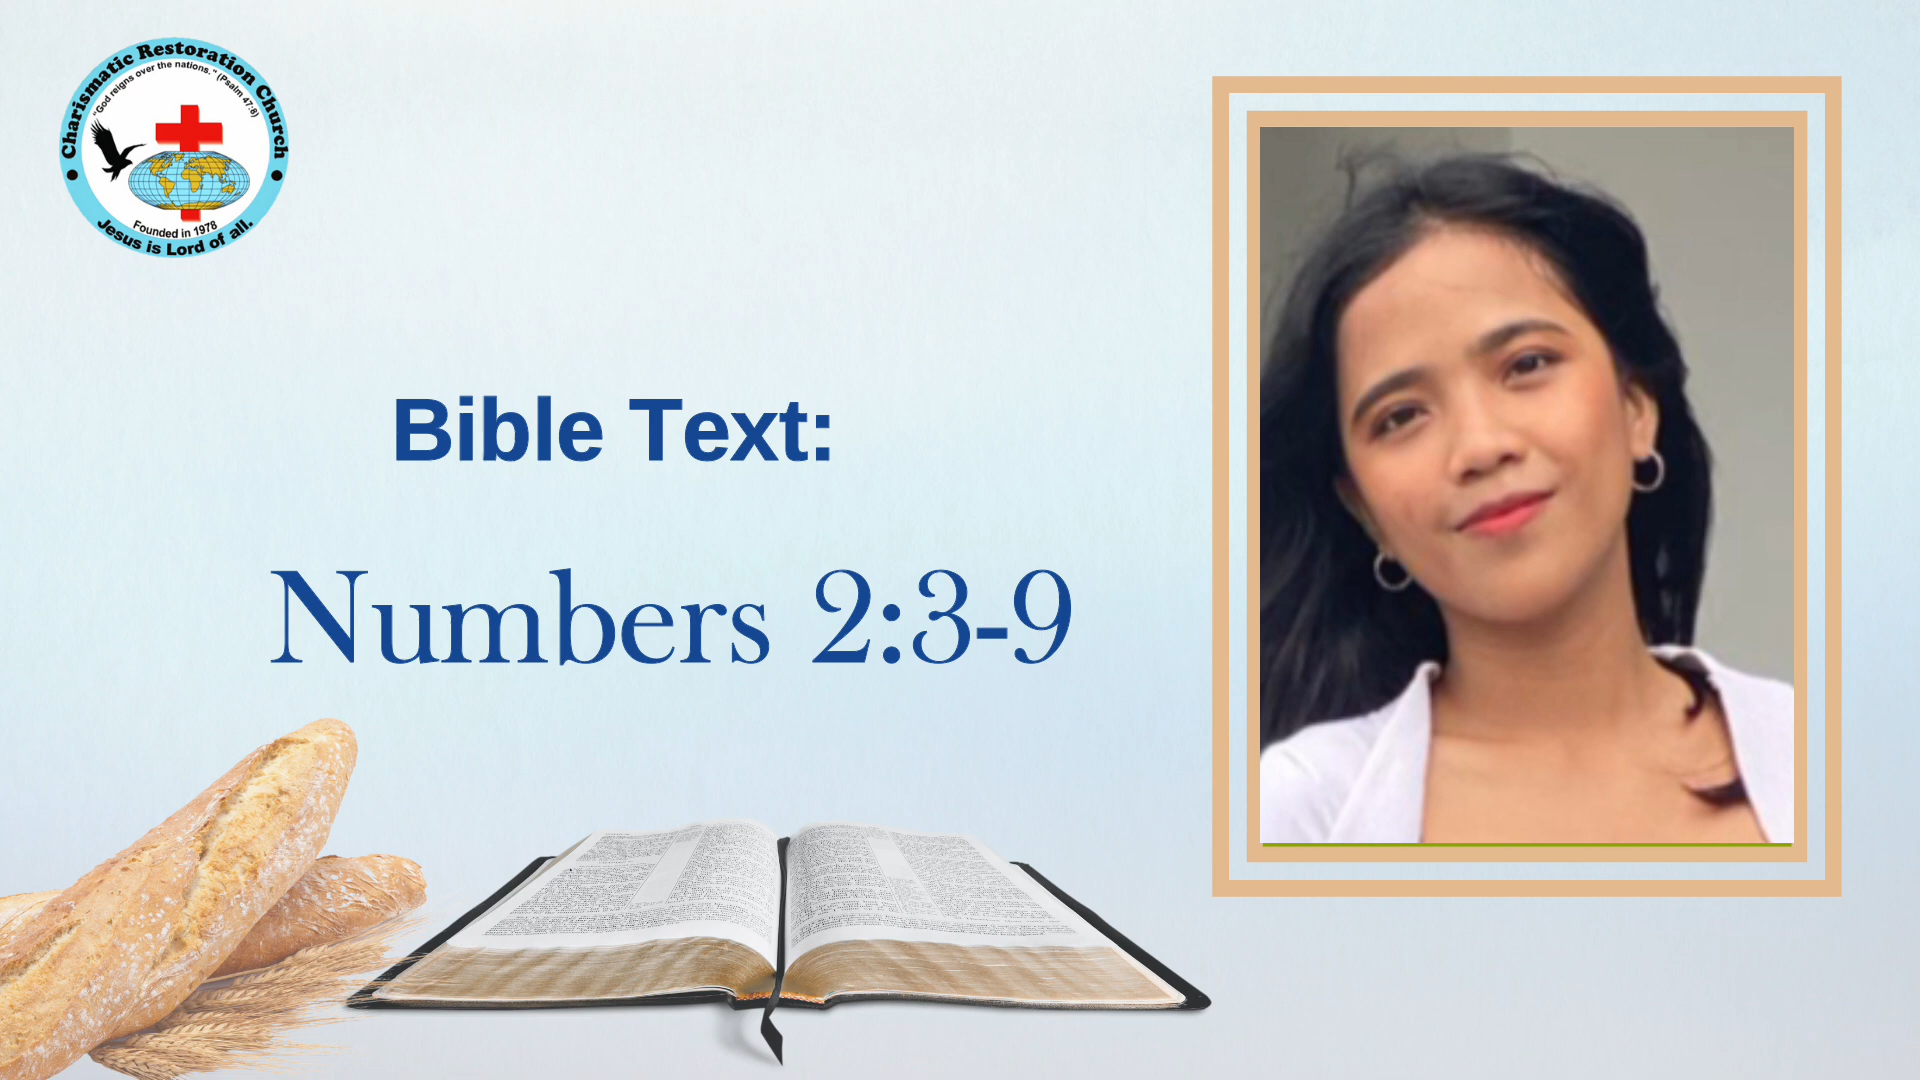 Charismatic Restoration Church
"God reigns over the nations." (Psalm 47:8)
Founded in 1978
Jesus is Lord of all.
Bible Text:
Numbers 2:3-9